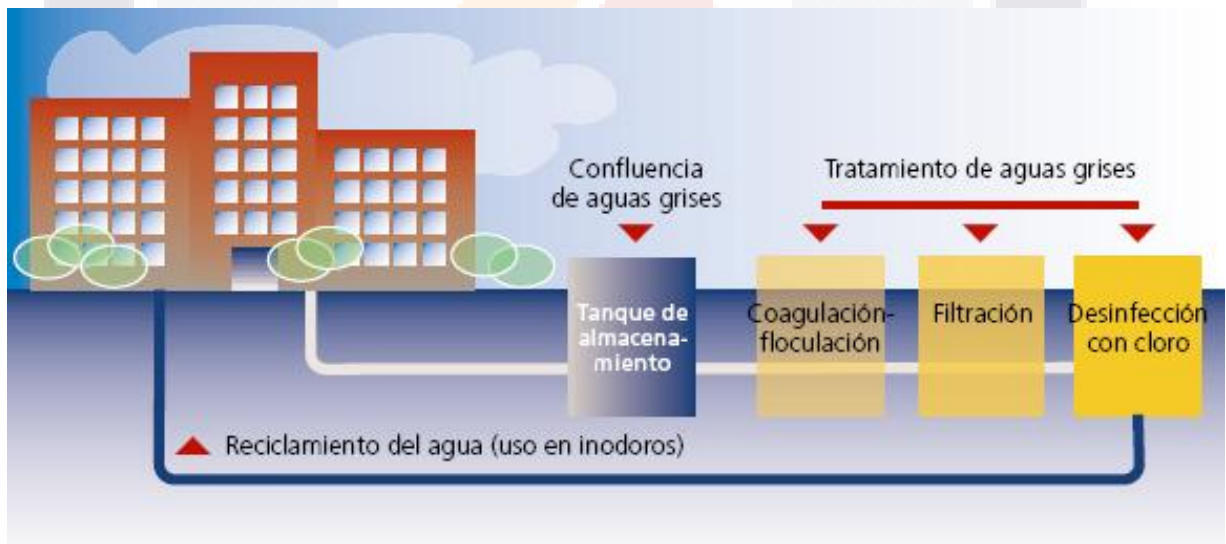 Confluencia
de aguas grises
Tratamiento de aguas grises
Tanque de
almacena-
miento
Coagulación-
floculación
Filtración
Desinfección
con cloro
Reciclamiento del agua (uso en inodoros)